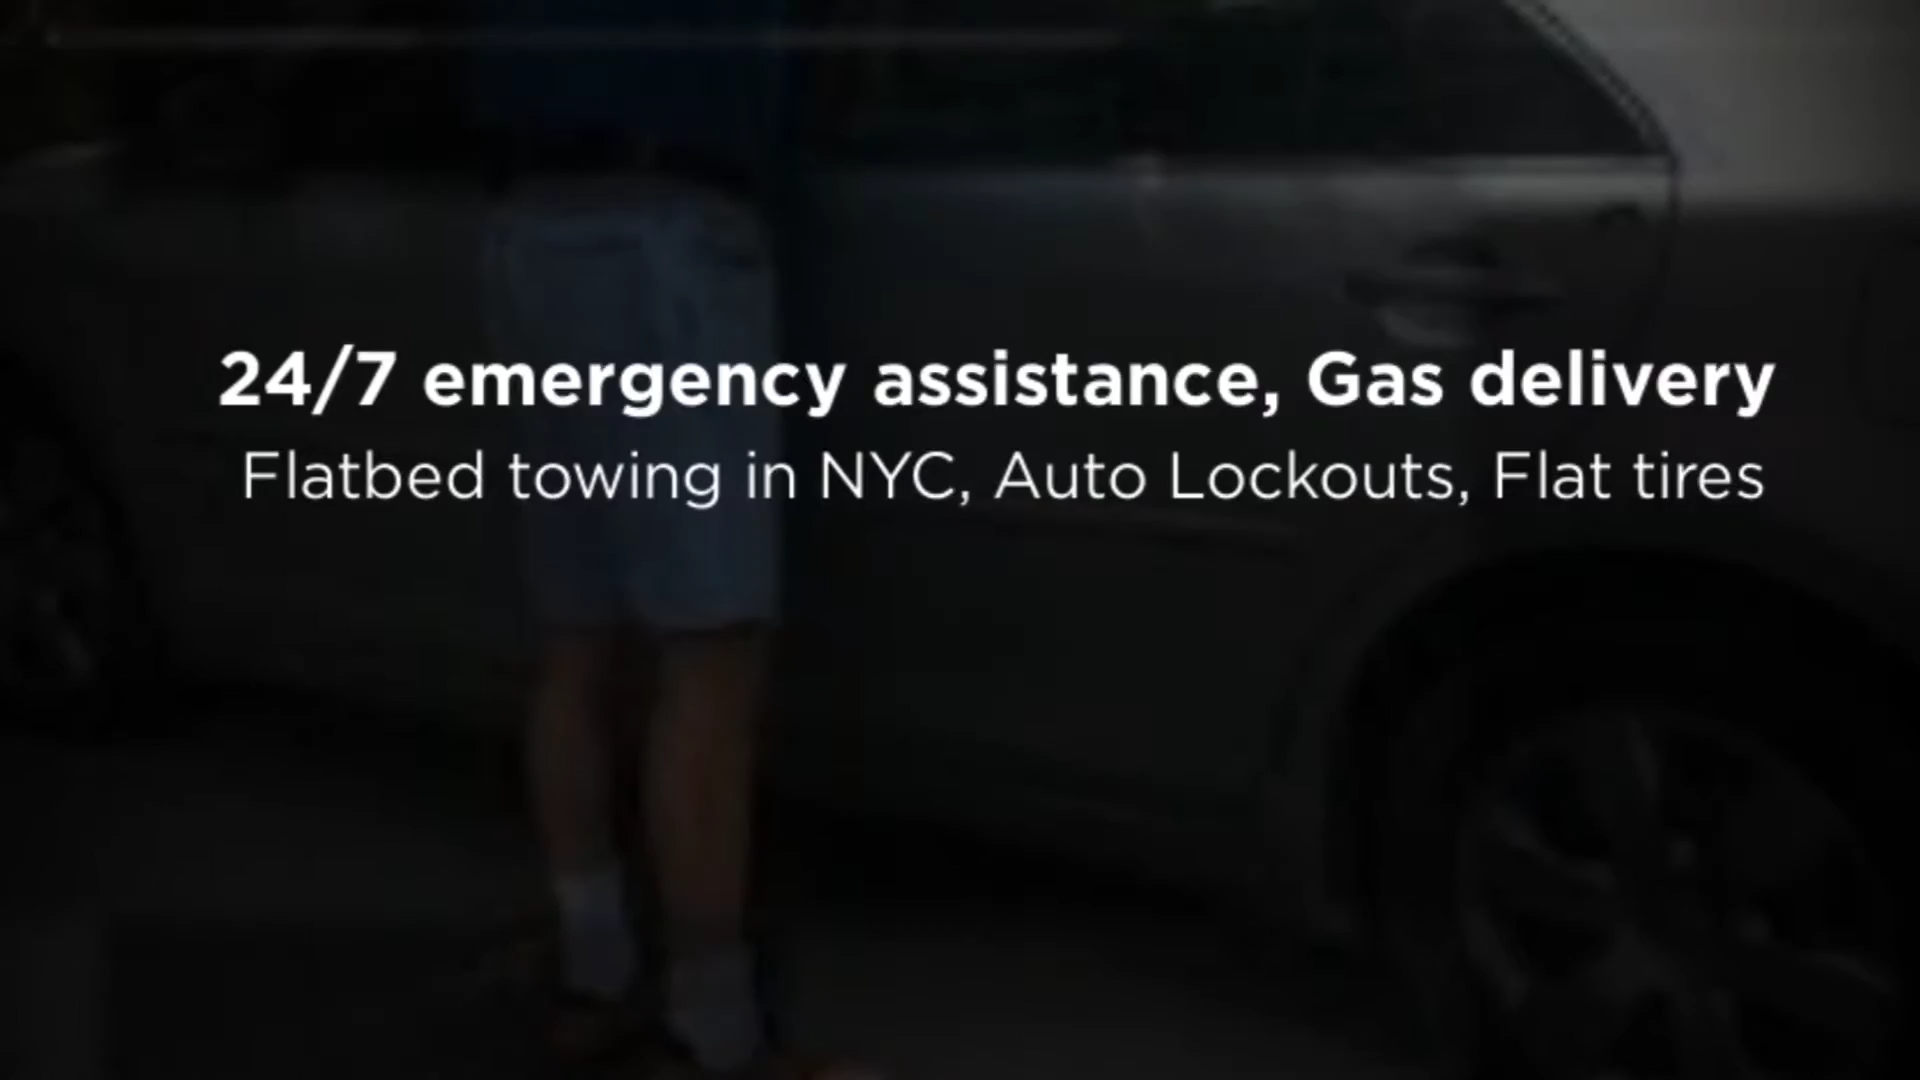 24/7 emergency assistance, Gas delivery
Flatbed towing in NYC, Auto Lockouts, Flat tires